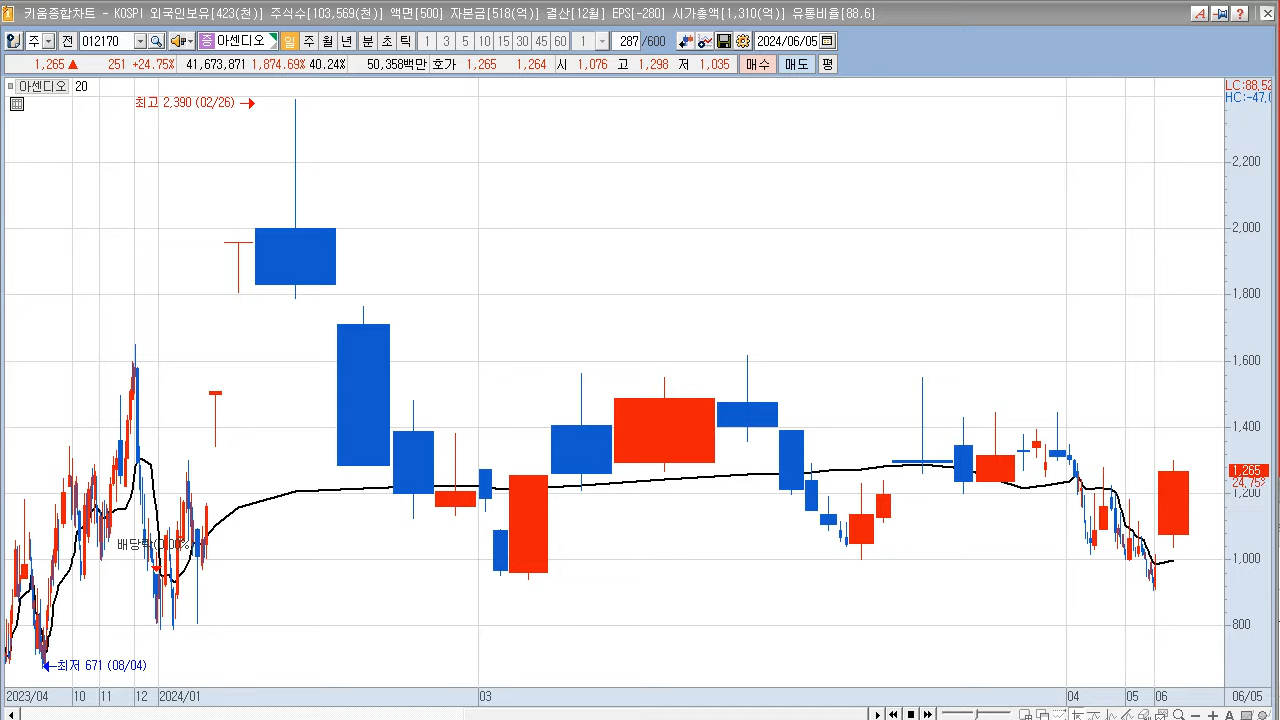 키움종합차트 - KOSPI 외국인보유[423(천)] 주식수[103,569(천)] 액면[500] 자본금[518(억)] 결산[12월] EPS[-280] 시가총액[1,310(억)] 유통비율[88.6]
주 전 012170 증 아센디오 일 주 월 년 분 초 틱 1 3 5 10 15 30 45 60 1 287 /600 2024/06/05
1,265 ▲ 251 +24.75% 41,673,871 1,874.69% 40.24% 50,358백만 호가 1,265 1,264 시 1,076 고 1,298 저 1,035 매수 매도 평
아센디오 20
LC:88,52
HC:-47,0
최고 2,390 (02/26)
2,200
2,000
1,800
1,600
1,400
1,265
24,75%
1,200
배당락(0,00%)
1,000
800
최저 671 (08/04)
2023/04 10 11 12 2024/01 03 04 05 06 06/05